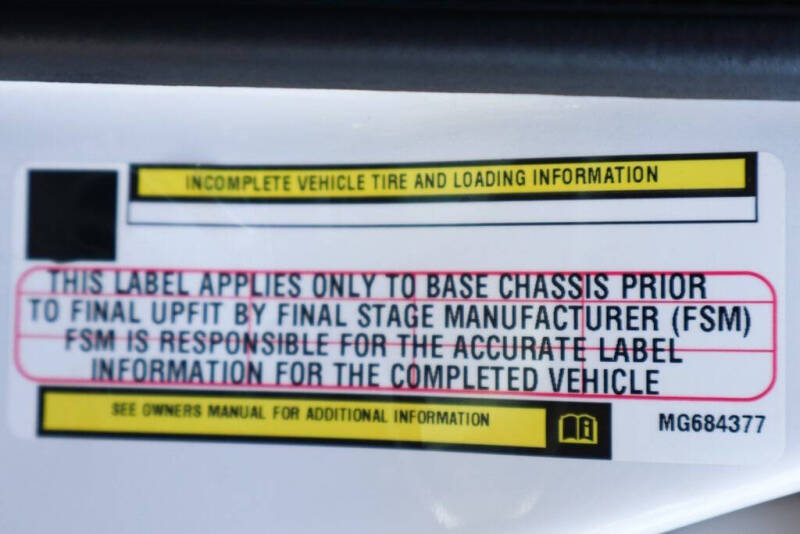 INCOMPLETE VEHICLE TIRE AND LOADING INFORMATION
THIS LABEL APPLIES ONLY TO BASE CHASSIS PRIOR
TO FINAL UPFIT BY FINAL STAGE MANUFACTURER (FSM)
FSM IS RESPONSIBLE FOR THE ACCURATE LABEL
INFORMATION FOR THE COMPLETED VEHICLE
SEE OWNERS MANUAL FOR ADDITIONAL INFORMATION
MG684377